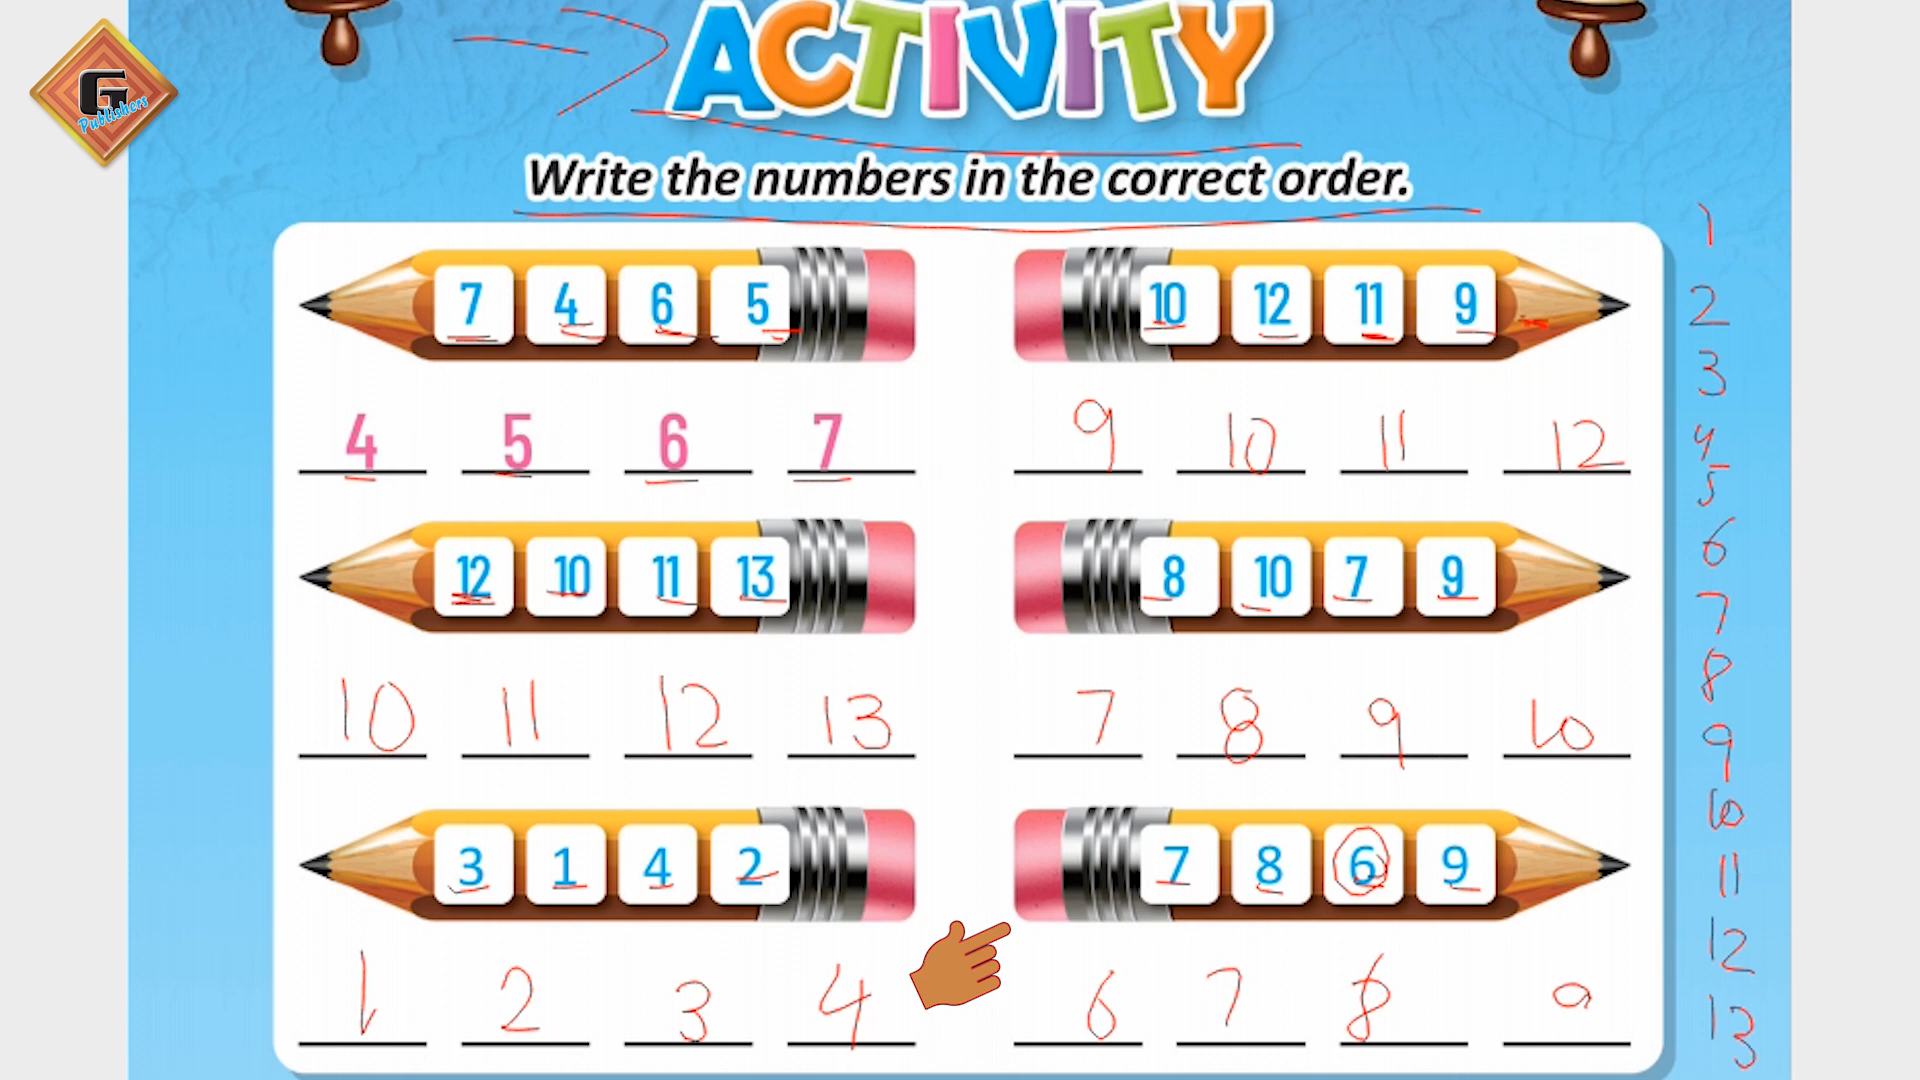 G
Publishers
ACTIVITY
Write the numbers in the correct order.
7 4 6 5
4 5 6 7
10 12 11 9
9 10 11 12
12 10 11 13
10 11 12 13
8 10 7 9
7 8 9 10
3 1 4 2
1 2 3 4
7 8 6 9
6 7 8 9
1
2
3
4
5
6
7
8
9
10
11
12
13